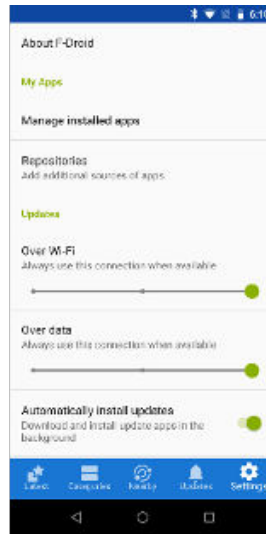 6:10
About F-Droid
My Apps
Manage installed apps
Repositories
Add additional sources of apps
Updates
Over Wi-Fi
Always use this connection when available
Over data
Always use this connection when available
Automatically install updates
Download and install update apps in the
background
Latest Categories Nearby Updates Settings